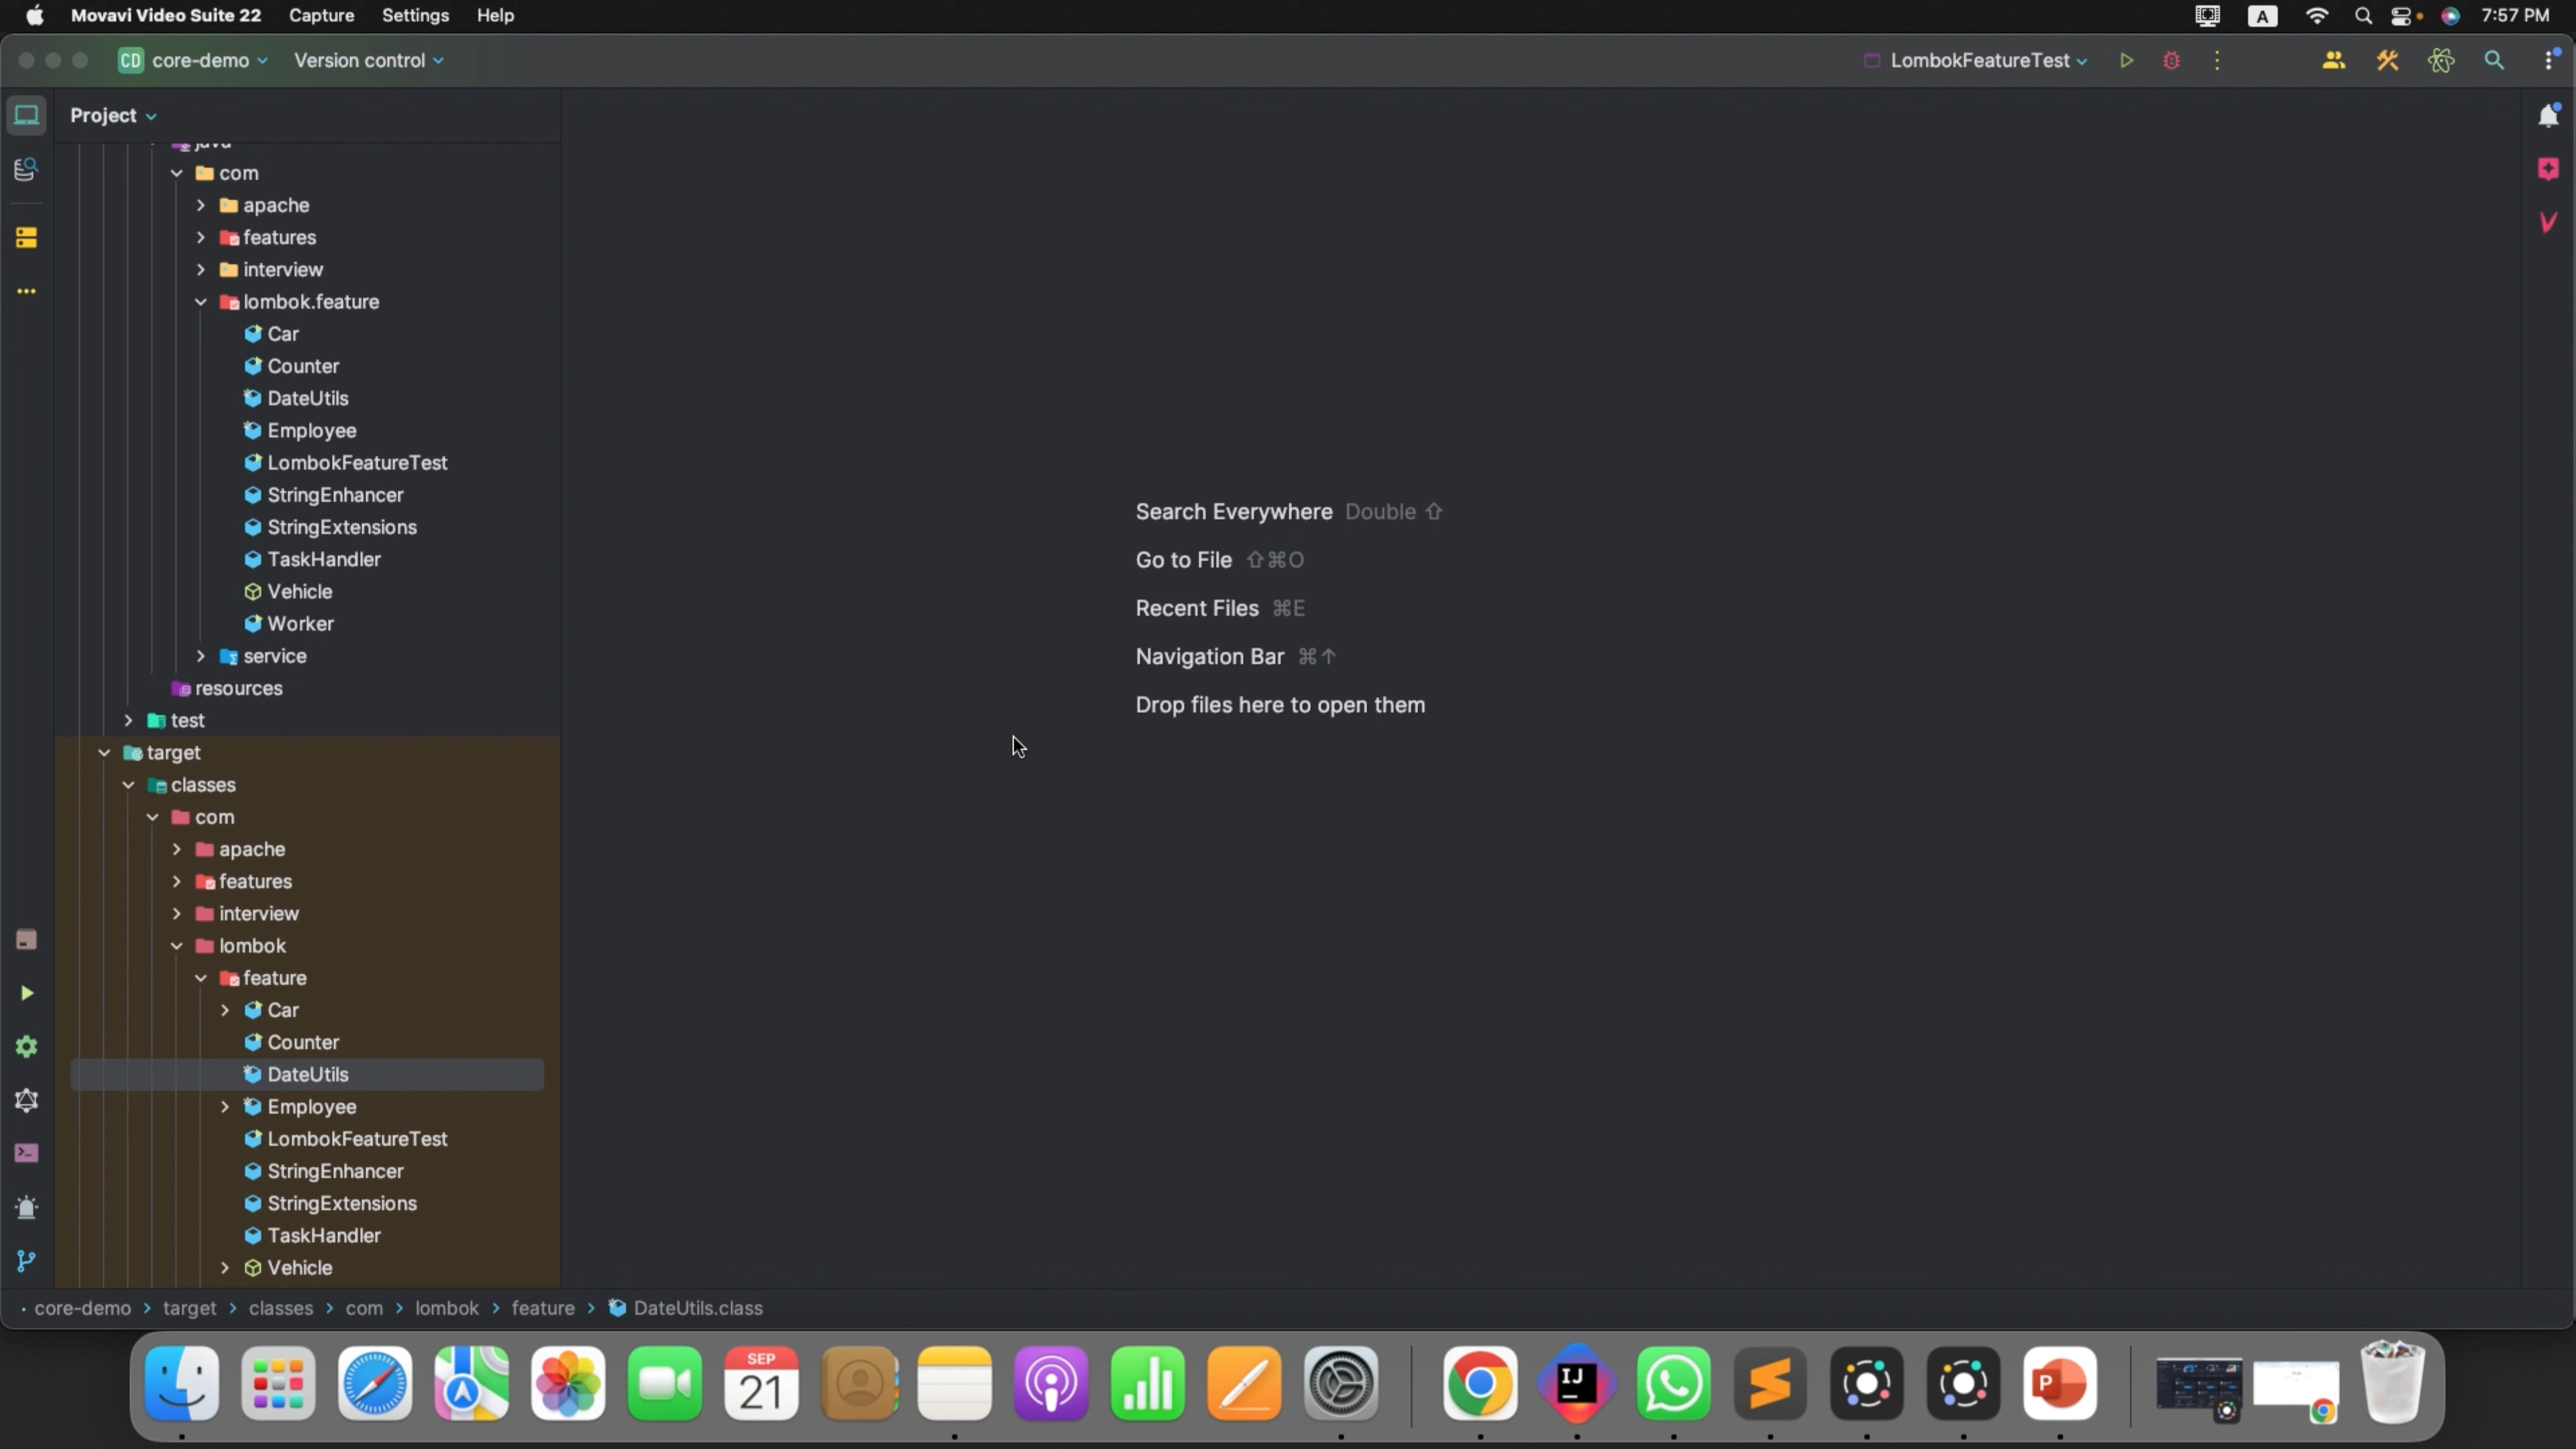 Movavi Video Suite 22 Capture Settings Help
A 7:57 PM
CD core-demo Version control
LombokFeatureTest
Project
java
com
apache
features
interview
lombok.feature
Car
Counter
DateUtils
Employee
LombokFeatureTest
StringEnhancer
StringExtensions
TaskHandler
Vehicle
Worker
service
resources
test
target
classes
com
apache
features
interview
lombok
feature
Car
Counter
DateUtils
Employee
LombokFeatureTest
StringEnhancer
StringExtensions
TaskHandler
Vehicle
Search Everywhere Double ⇧
Go to File ⇧⌘O
Recent Files ⌘E
Navigation Bar ⌘↑
Drop files here to open them
core-demo › target › classes › com › lombok › feature › DateUtils.class
SEP
21
IJ
P